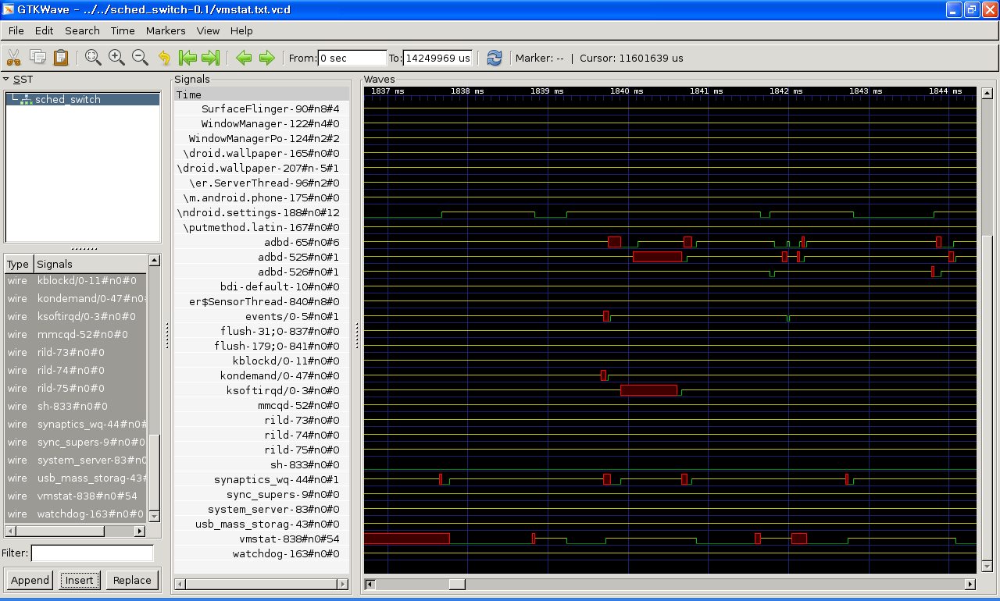 GTKWave - ../../sched_switch-0.1/vmstat.txt.vcd
File Edit Search Time Markers View Help
From: 0 sec To: 14249969 us Marker: -- | Cursor: 11601639 us
SST
sched_switch
Type Signals
wire kblockd/0-11#n0#0
wire kondemand/0-47#n0
wire ksoftirqd/0-3#n0#0
wire mmcqd-52#n0#0
wire rild-73#n0#0
wire rild-74#n0#0
wire rild-75#n0#0
wire sh-833#n0#0
wire synaptics_wq-44#n0#
wire sync_supers-9#n0#0
wire system_server-83#n0
wire usb_mass_storag-43#
wire vmstat-838#n0#54
wire watchdog-163#n0#0
Filter:
Append Insert Replace
Signals
Time
SurfaceFlinger-90#n8#4
WindowManager-122#n4#0
WindowManagerPo-124#n2#2
\droid.wallpaper-165#n0#0
\droid.wallpaper-207#n-5#1
\er.ServerThread-96#n2#0
\m.android.phone-175#n0#0
\ndroid.settings-188#n0#12
\putmethod.latin-167#n0#0
adbd-65#n0#6
adbd-525#n0#1
adbd-526#n0#1
bdi-default-10#n0#0
er$SensorThread-840#n8#0
events/0-5#n0#1
flush-31;0-837#n0#0
flush-179;0-841#n0#0
kblockd/0-11#n0#0
kondemand/0-47#n0#0
ksoftirqd/0-3#n0#0
mmcqd-52#n0#0
rild-73#n0#0
rild-74#n0#0
rild-75#n0#0
sh-833#n0#0
synaptics_wq-44#n0#1
sync_supers-9#n0#0
system_server-83#n0#0
usb_mass_storag-43#n0#0
vmstat-838#n0#54
watchdog-163#n0#0
Waves
1837 ms 1838 ms 1839 ms 1840 ms 1841 ms 1842 ms 1843 ms 1844 ms